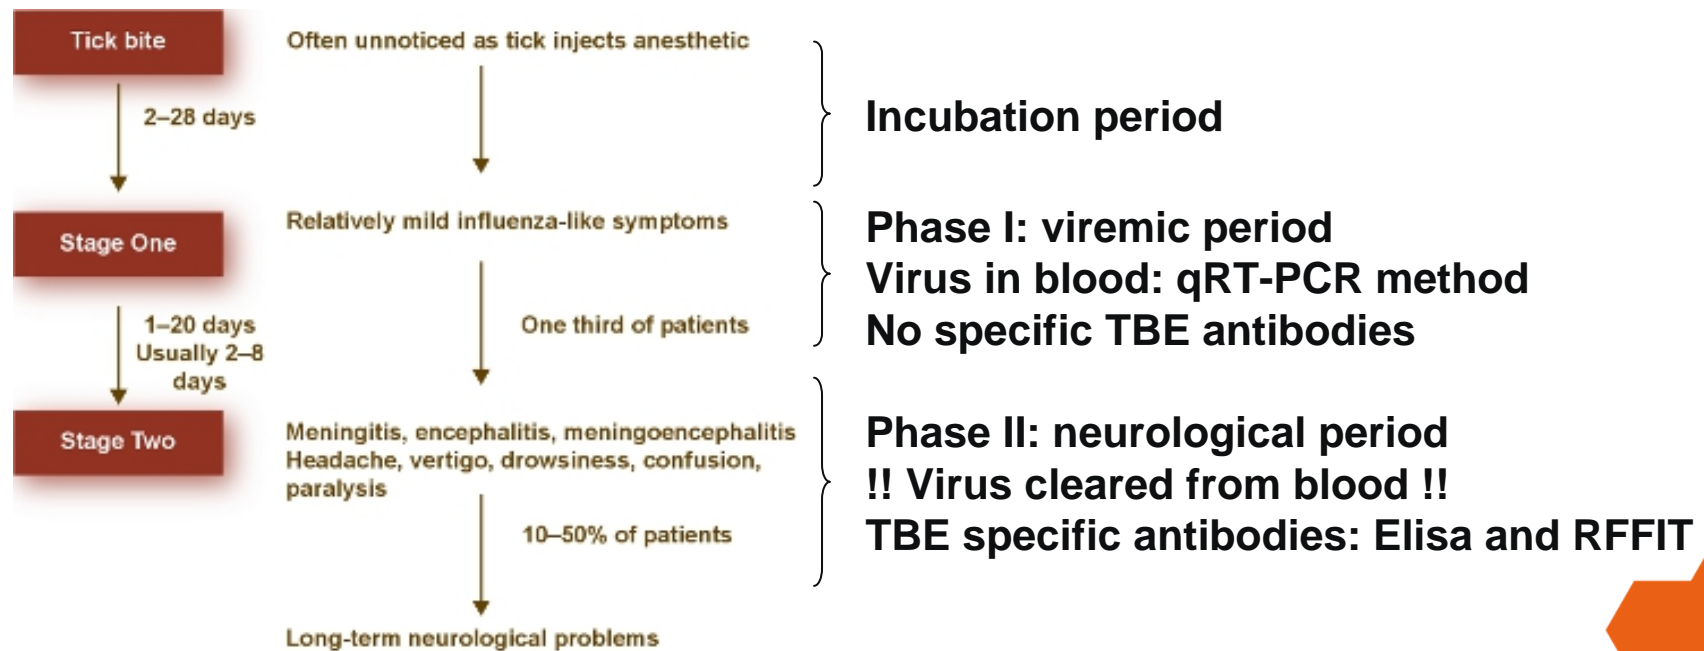 Tick bite
Often unnoticed as tick injects anesthetic
2–28 days
Incubation period
Stage One
Relatively mild influenza-like symptoms
Phase I: viremic period
Virus in blood: qRT-PCR method
No specific TBE antibodies
1–20 days
Usually 2–8
days
One third of patients
Stage Two
Meningitis, encephalitis, meningoencephalitis
Headache, vertigo, drowsiness, confusion,
paralysis
Phase II: neurological period
!! Virus cleared from blood !!
TBE specific antibodies: Elisa and RFFIT
10–50% of patients
Long-term neurological problems